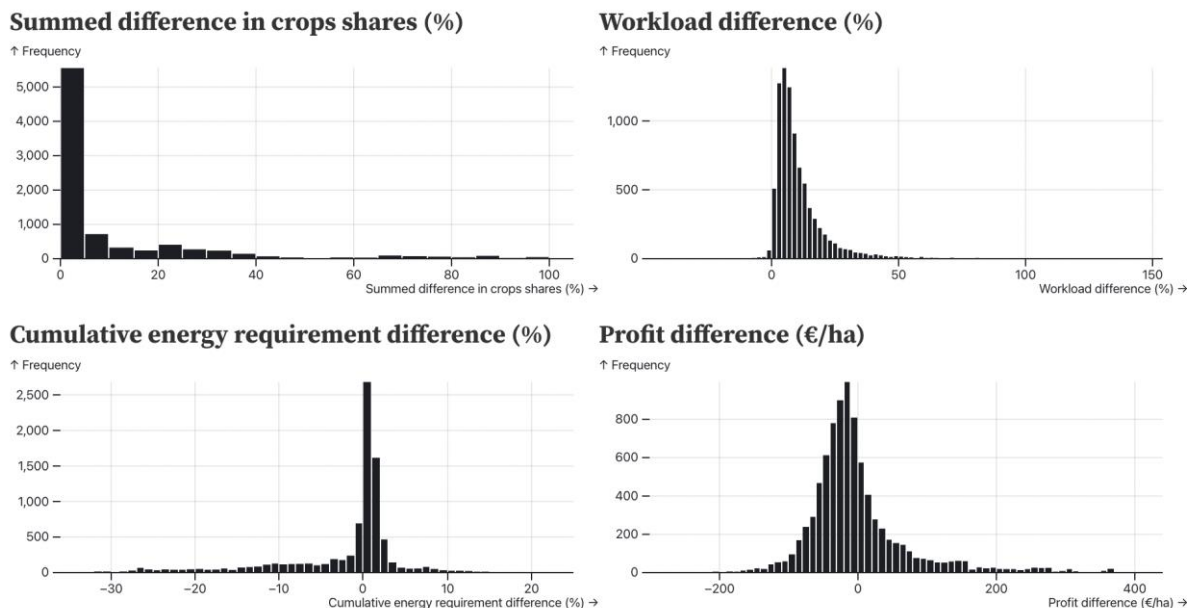 Summed difference in crops shares (%)
↑ Frequency
5,000
4,000
3,000
2,000
1,000
0
0 20 40 60 80 100
Summed difference in crops shares (%) →
Workload difference (%)
↑ Frequency
1,000
500
0
0 50 100 150
Workload difference (%) →
Cumulative energy requirement difference (%)
↑ Frequency
2,500
2,000
1,500
1,000
500
0
−30 −20 −10 0 10 20
Cumulative energy requirement difference (%) →
Profit difference (€/ha)
↑ Frequency
800
600
400
200
0
−200 0 200 400
Profit difference (€/ha) →